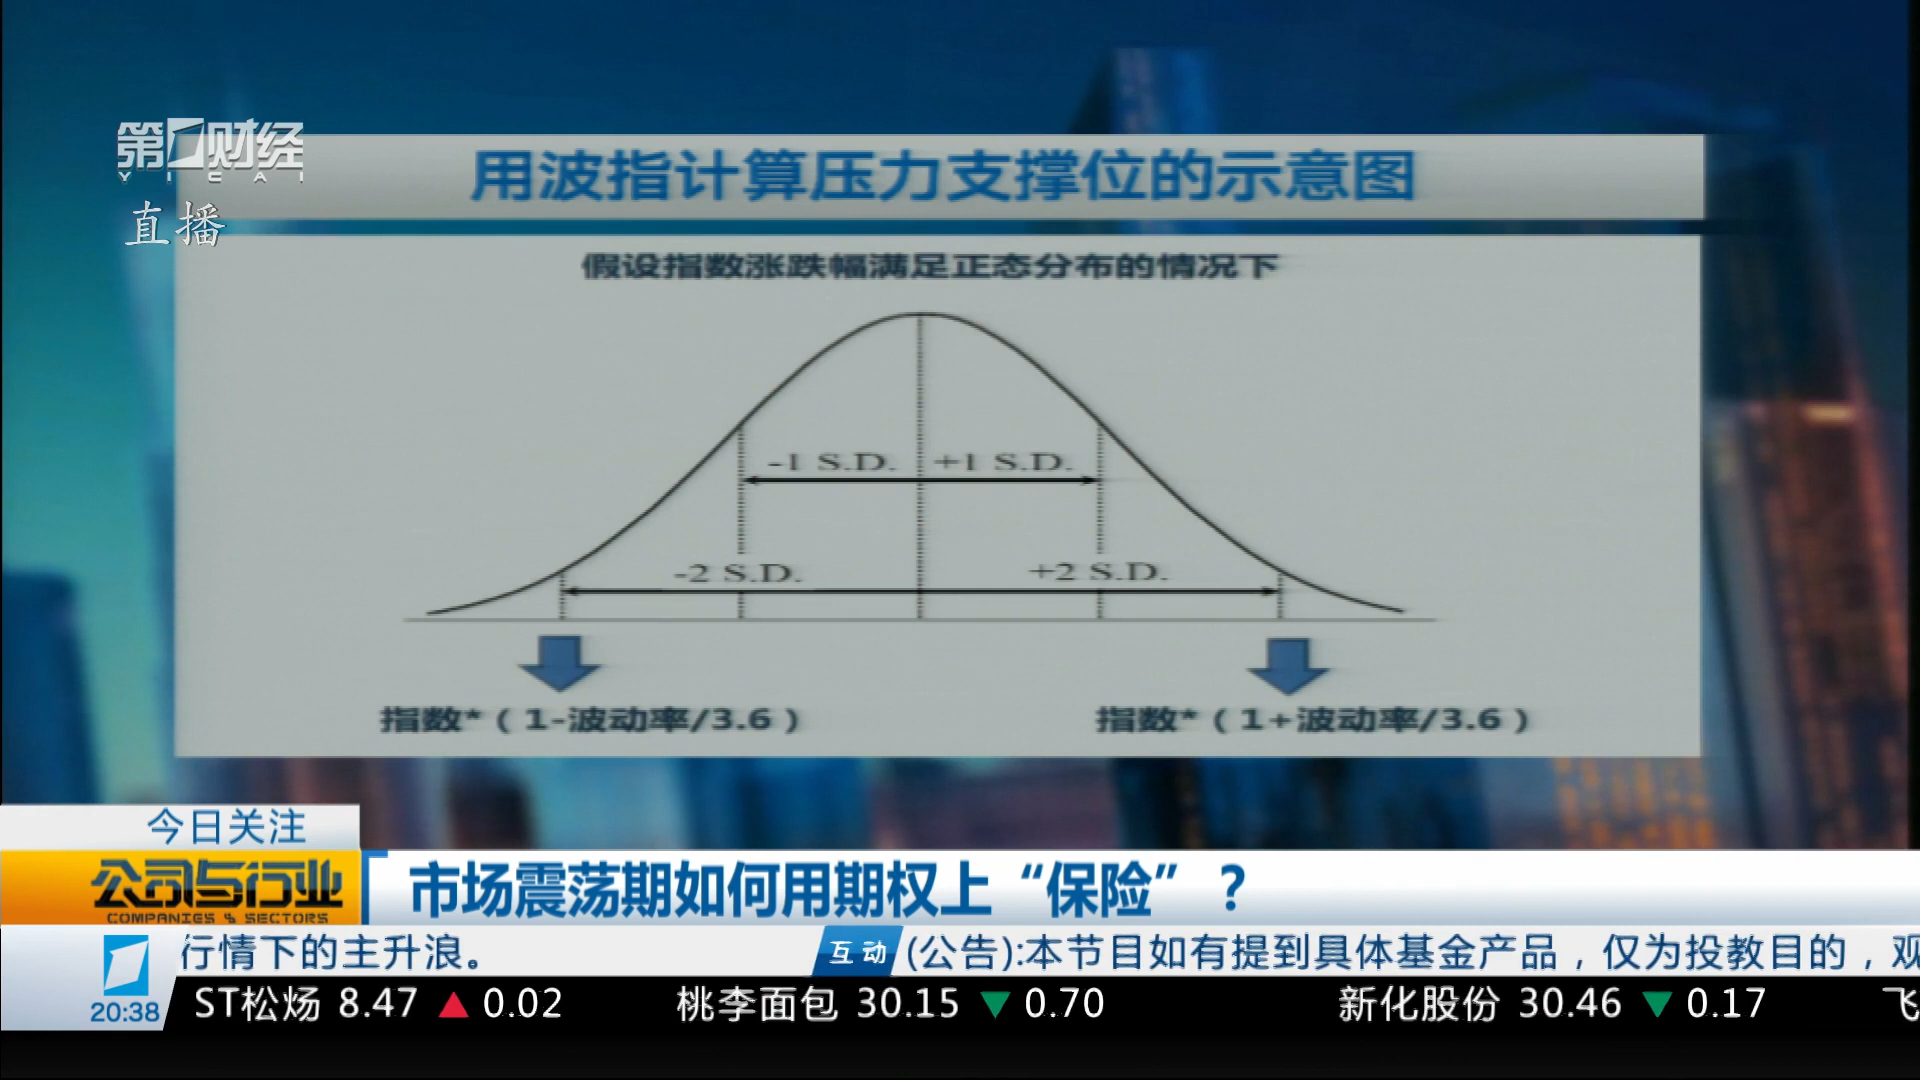 第一财经
YICAI
直播
用波指计算压力支撑位的示意图
假设指数涨跌幅满足正态分布的情况下
-1 S.D. +1 S.D.
-2 S.D. +2 S.D.
指数*（1-波动率/3.6） 指数*（1+波动率/3.6）
今日关注
公司与行业
COMPANIES & SECTORS
市场震荡期如何用期权上“保险”？
行情下的主升浪。 互动 (公告):本节目如有提到具体基金产品，仅为投教目的，观
20:38 ST松炀 8.47 ▲ 0.02 桃李面包 30.15 ▼ 0.70 新化股份 30.46 ▼ 0.17 飞